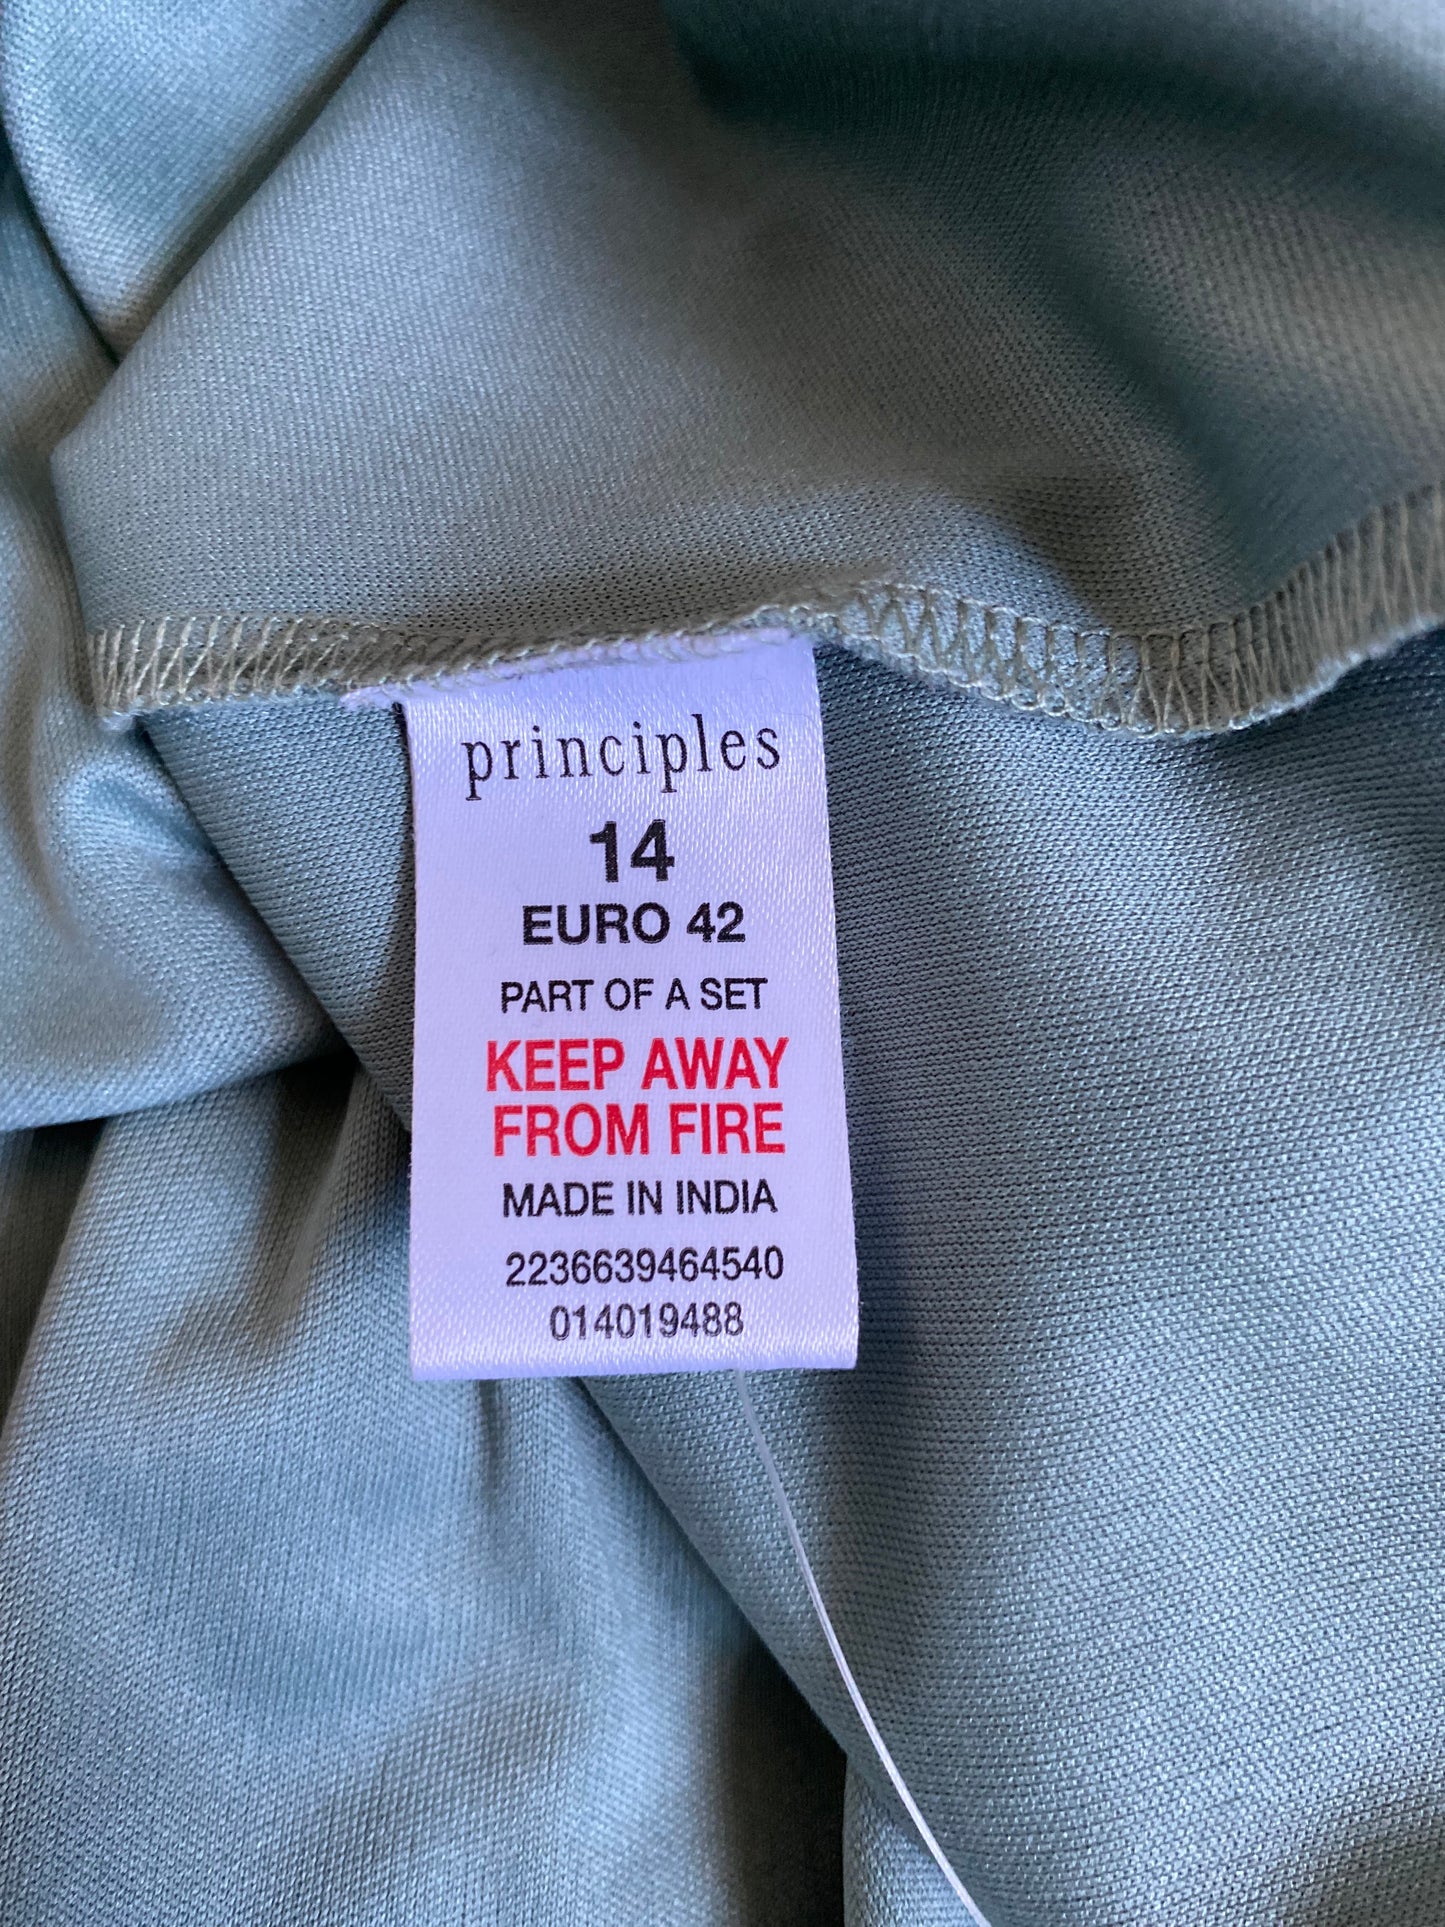 principles
14
EURO 42
PART OF A SET
KEEP AWAY
FROM FIRE
MADE IN INDIA
2236639464540
014019488